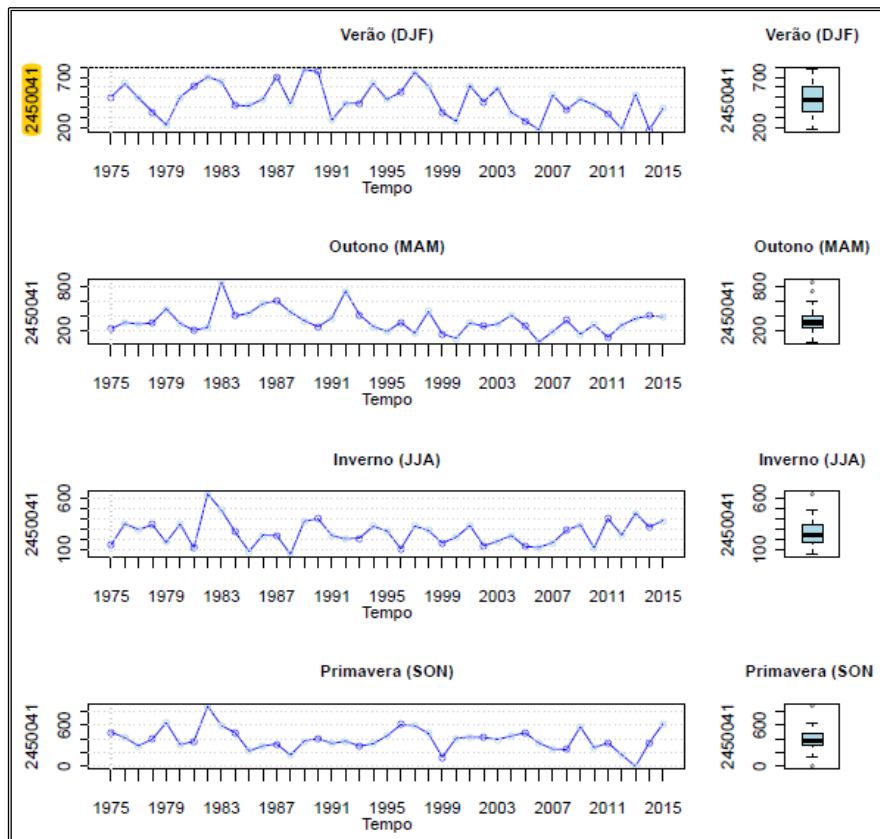 Verão (DJF)
2450041
200 700
1975 1979 1983 1987 1991 1995 1999 2003 2007 2011 2015
Tempo
Verão (DJF)
2450041
200 700
Outono (MAM)
2450041
200 800
1975 1979 1983 1987 1991 1995 1999 2003 2007 2011 2015
Tempo
Outono (MAM)
2450041
200 800
Inverno (JJA)
2450041
100 600
1975 1979 1983 1987 1991 1995 1999 2003 2007 2011 2015
Tempo
Inverno (JJA)
2450041
100 600
Primavera (SON)
2450041
0 600
1975 1979 1983 1987 1991 1995 1999 2003 2007 2011 2015
Tempo
Primavera (SON
2450041
0 600